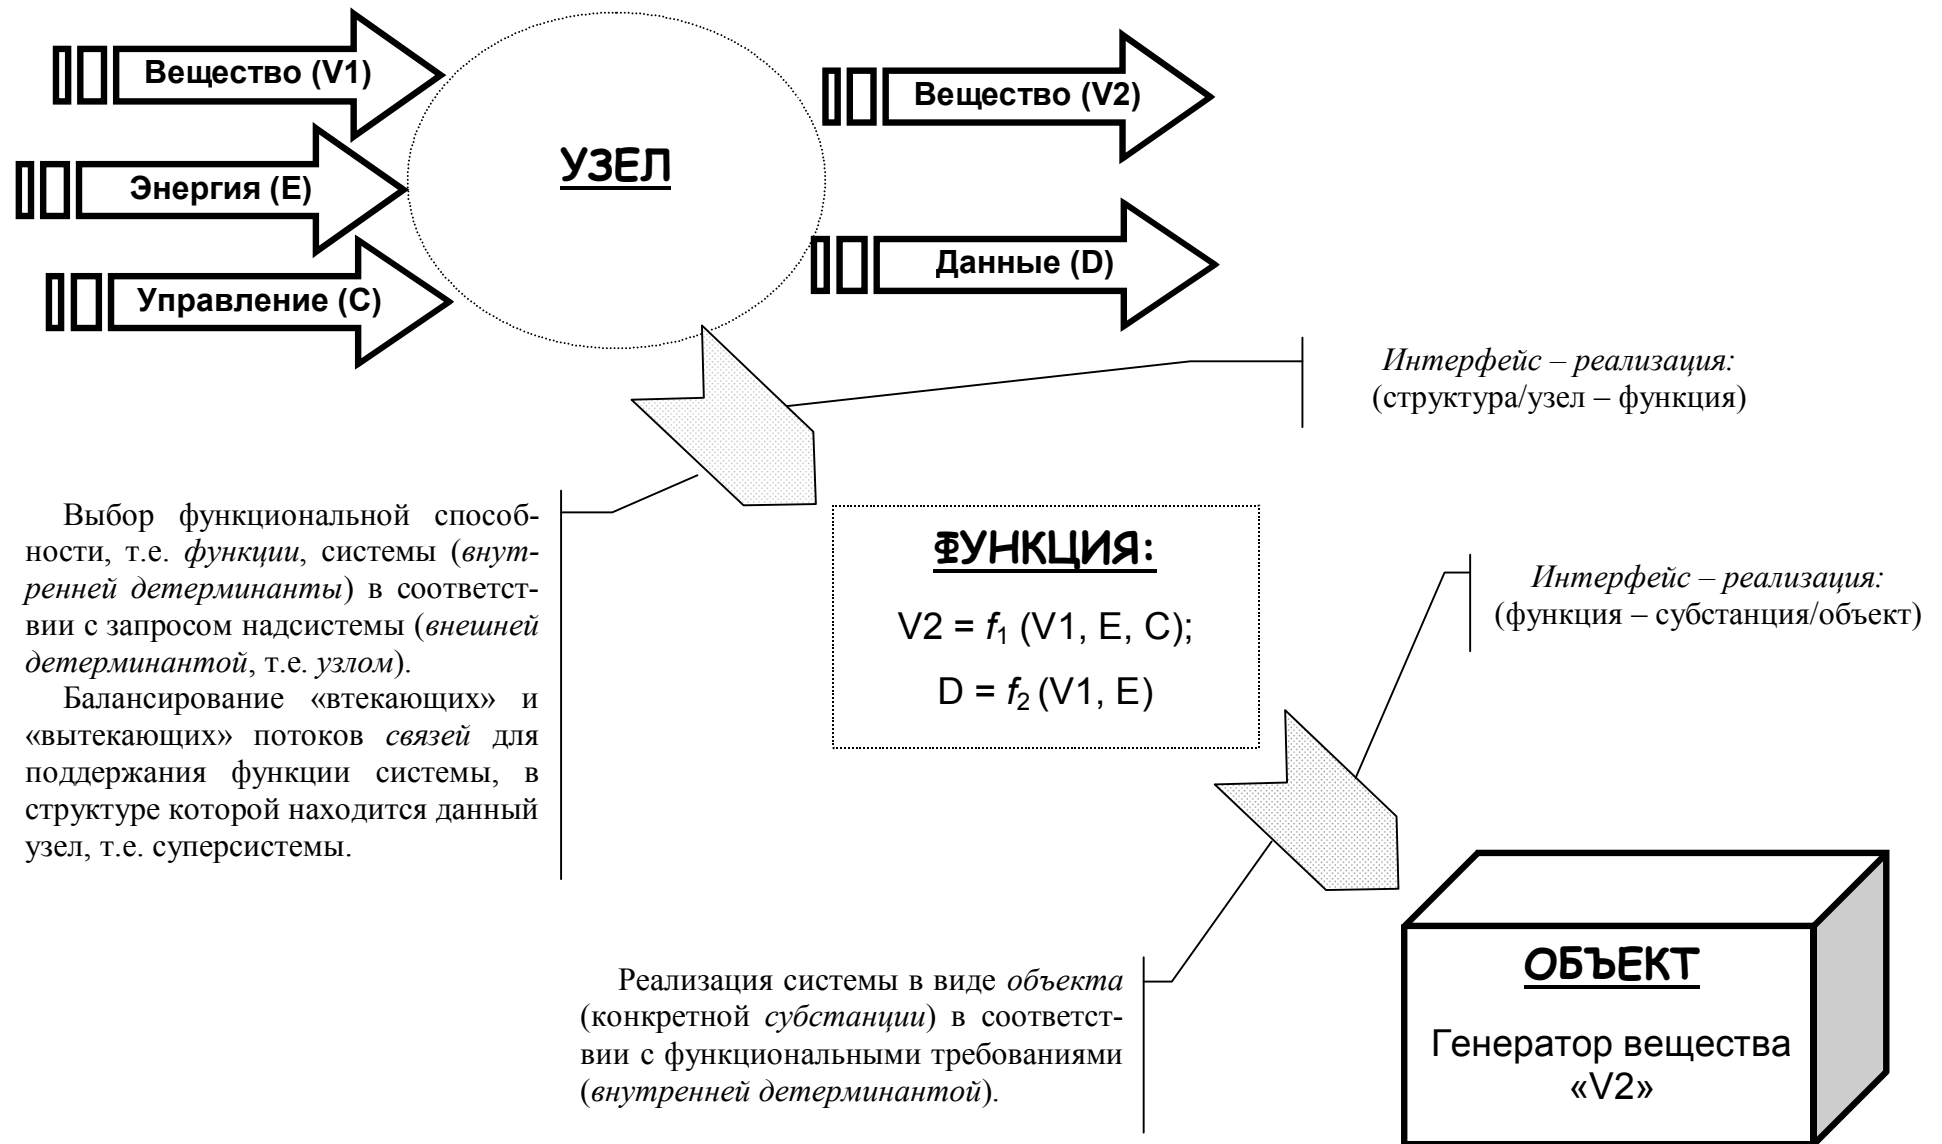 Вещество (V1)
Энергия (E)
Управление (C)
УЗЕЛ
Вещество (V2)
Данные (D)
Интерфейс – реализация:
(структура/узел – функция)
Выбор функциональной способ-
ности, т.е. функции, системы (внут-
ренней детерминанты) в соответст-
вии с запросом надсистемы (внешней
детерминантой, т.е. узлом).
Балансирование «втекающих» и
«вытекающих» потоков связей для
поддержания функции системы, в
структуре которой находится данный
узел, т.е. суперсистемы.
ФУНКЦИЯ:
V2 = f₁ (V1, E, C);
D = f₂ (V1, E)
Интерфейс – реализация:
(функция – субстанция/объект)
Реализация системы в виде объекта
(конкретной субстанции) в соответст-
вии с функциональными требованиями
(внутренней детерминантой).
ОБЪЕКТ
Генератор вещества
«V2»